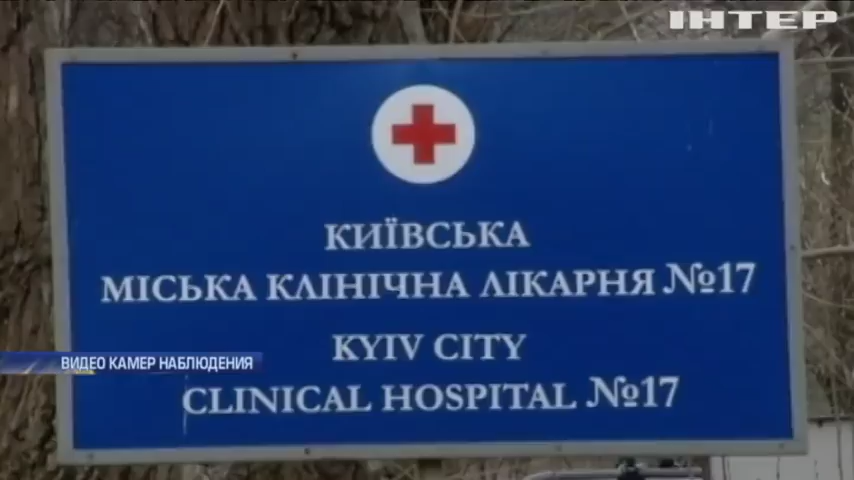 ІНТЕР
КИЇВСЬКА
МІСЬКА КЛІНІЧНА ЛІКАРНЯ №17
KYIV CITY
CLINICAL HOSPITAL №17
ВИДЕО КАМЕР НАБЛЮДЕНИЯ